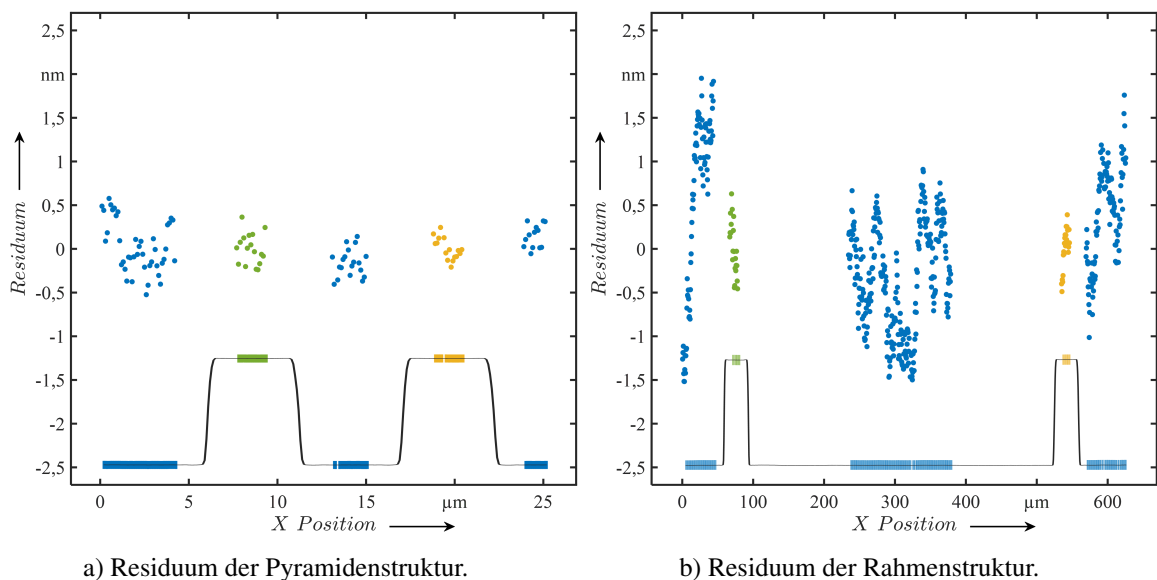 2,5
nm
1,5
1
0,5
0
-0,5
-1
-1,5
-2
-2,5
Residuum
0 5 10 15 µm 25
X Position
a) Residuum der Pyramidenstruktur.
2,5
nm
1,5
1
0,5
0
-0,5
-1
-1,5
-2
-2,5
Residuum
0 100 200 300 400 µm 600
X Position
b) Residuum der Rahmenstruktur.